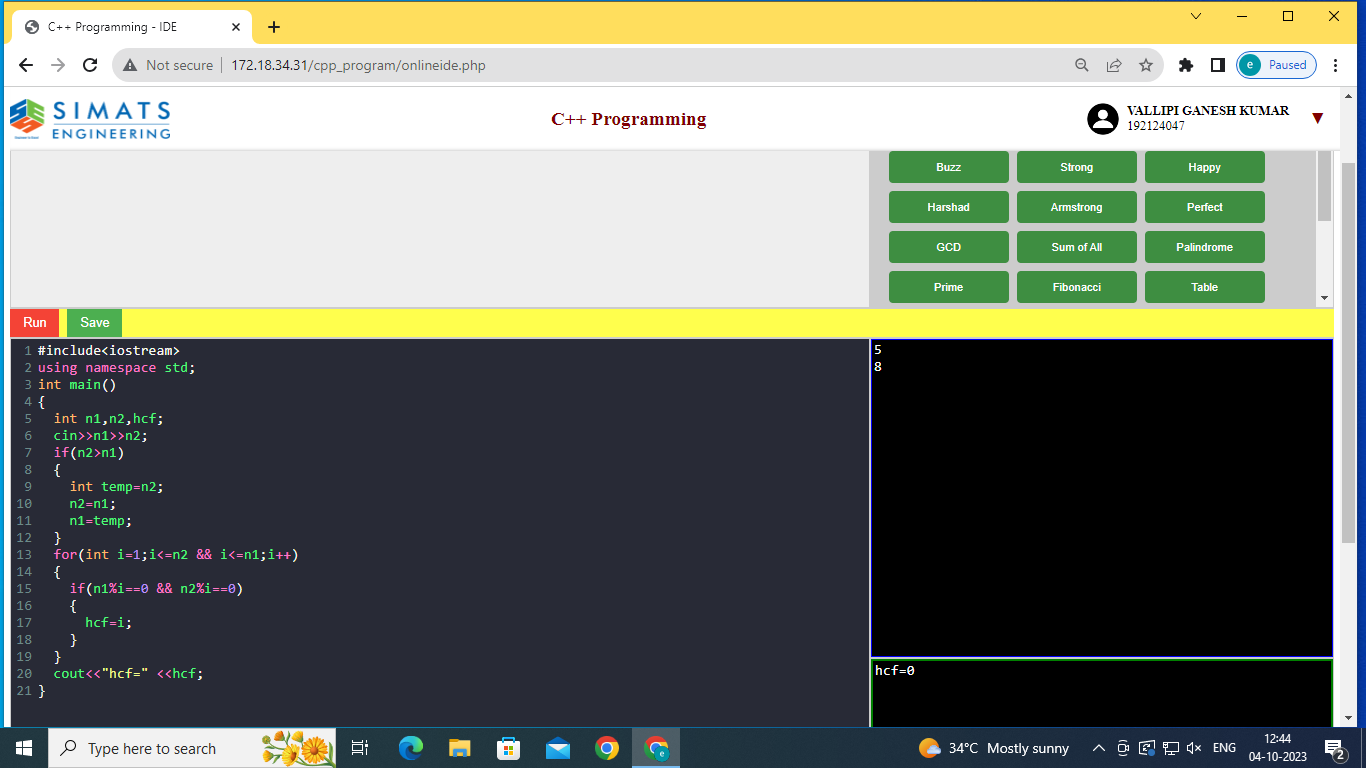 C++ Programming - IDE
Not secure
172.18.34.31/cpp_program/onlineide.php
e
Paused
SIMATS
ENGINEERING
C++ Programming
VALLIPI GANESH KUMAR
192124047
Buzz
Strong
Happy
Harshad
Armstrong
Perfect
GCD
Sum of All
Palindrome
Prime
Fibonacci
Table
Run
Save
1 #include<iostream>
2 using namespace std;
3 int main()
4 {
5 int n1,n2,hcf;
6 cin>>n1>>n2;
7 if(n2>n1)
8 {
9 int temp=n2;
10 n2=n1;
11 n1=temp;
12 }
13 for(int i=1;i<=n2 && i<=n1;i++)
14 {
15 if(n1%i==0 && n2%i==0)
16 {
17 hcf=i;
18 }
19 }
20 cout<<"hcf=" <<hcf;
21 }
5
8
hcf=0
Type here to search
34°C Mostly sunny
ENG
12:44
04-10-2023
2